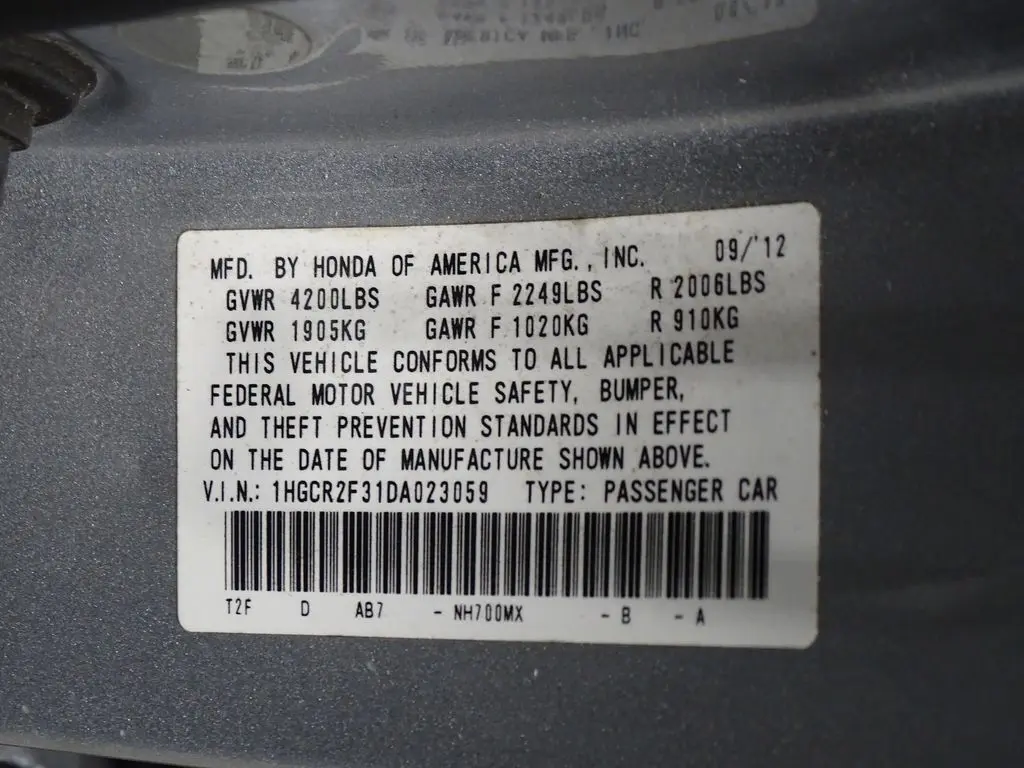 MFD. BY HONDA OF AMERICA MFG., INC. 09/'12
GVWR 4200LBS GAWR F 2249LBS R 2006LBS
GVWR 1905KG GAWR F 1020KG R 910KG
THIS VEHICLE CONFORMS TO ALL APPLICABLE
FEDERAL MOTOR VEHICLE SAFETY, BUMPER,
AND THEFT PREVENTION STANDARDS IN EFFECT
ON THE DATE OF MANUFACTURE SHOWN ABOVE.
V.I.N.: 1HGCR2F31DA023059 TYPE: PASSENGER CAR
T2F D AB7 - NH700MX - B - A